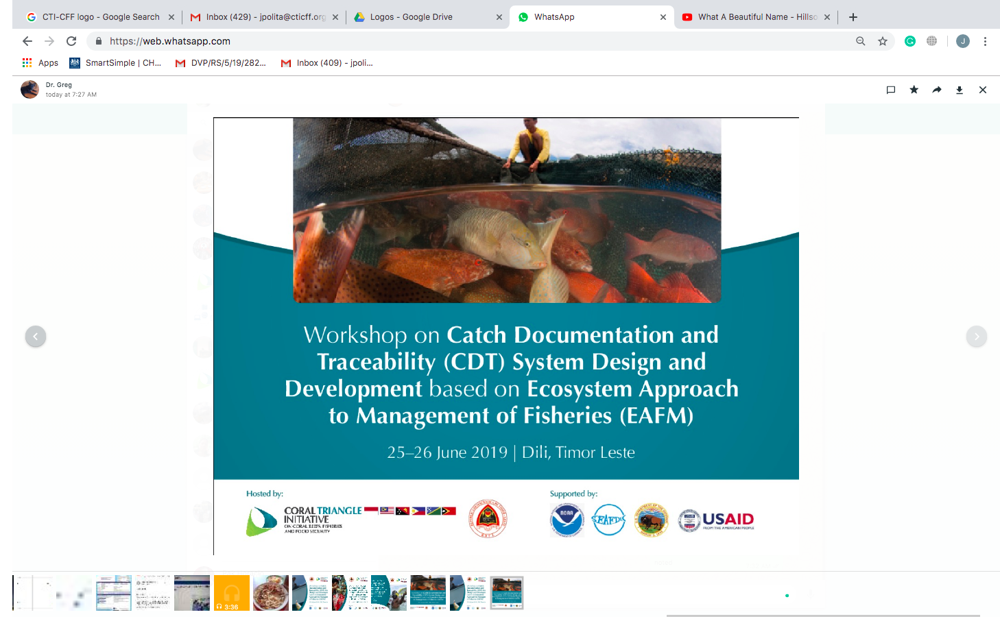 CTI-CFF logo - Google Search
Inbox (429) - jpolita@cticff.org
Logos - Google Drive
WhatsApp
What A Beautiful Name - Hillso
https://web.whatsapp.com
J
Apps
SmartSimple | CH...
DVP/RS/5/19/282...
Inbox (409) - jpoli...
Dr. Greg
today at 7:27 AM
Workshop on Catch Documentation and
Traceability (CDT) System Design and
Development based on Ecosystem Approach
to Management of Fisheries (EAFM)
25–26 June 2019 | Dili, Timor Leste
Hosted by:
CORAL TRIANGLE
INITIATIVE
ON CORAL REEFS, FISHERIES
AND FOOD SECURITY
Supported by:
NOAA
SEAFDEC
USAID
FROM THE AMERICAN PEOPLE
3:36